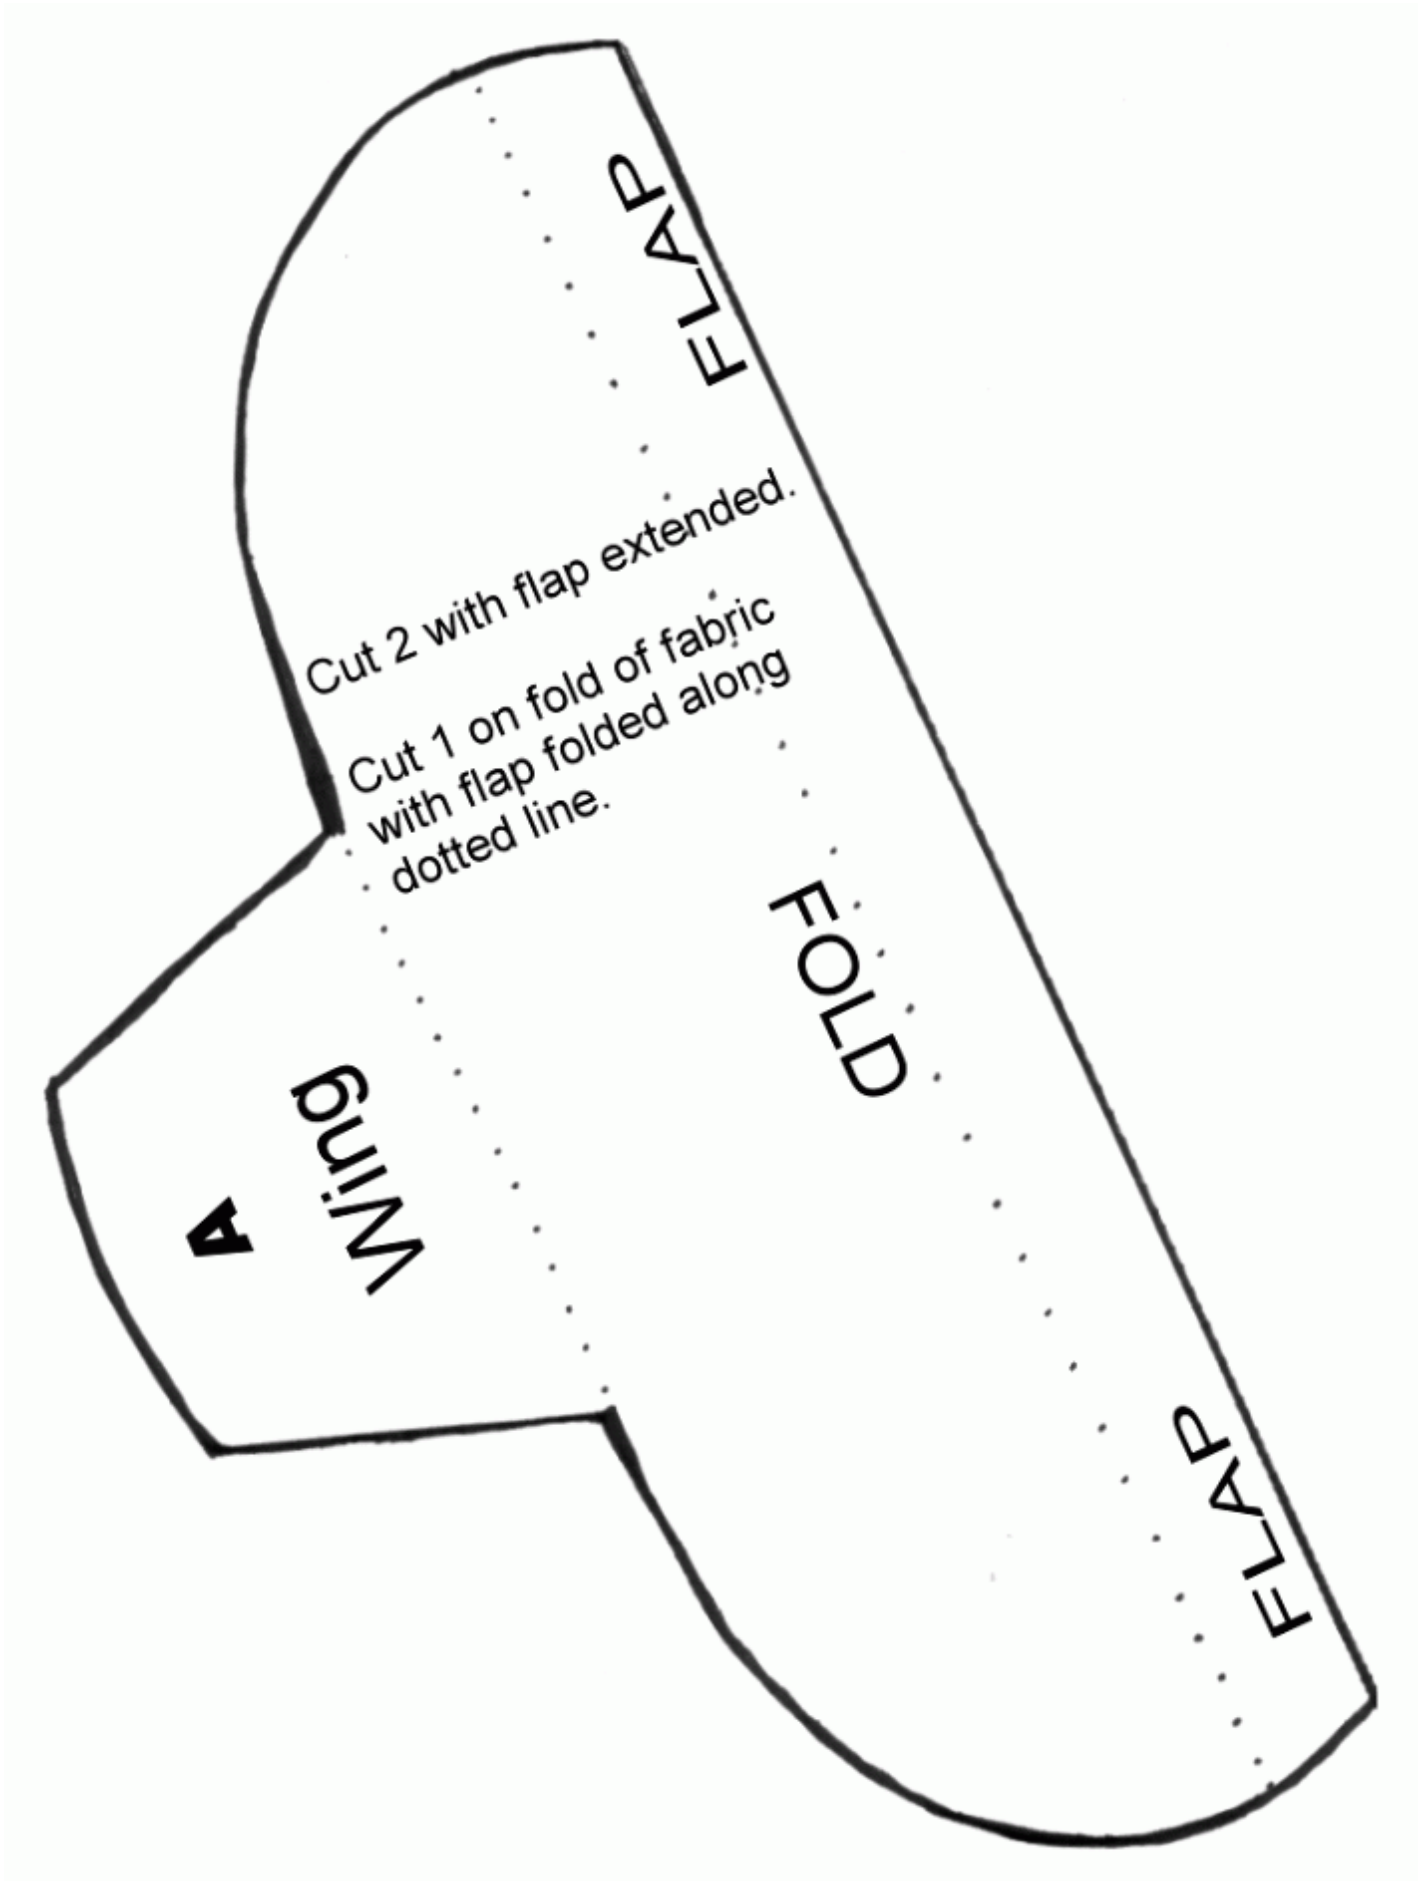 FLAP
Cut 2 with flap extended.
Cut 1 on fold of fabric
with flap folded along
dotted line.
FOLD
Wing
A
FLAP